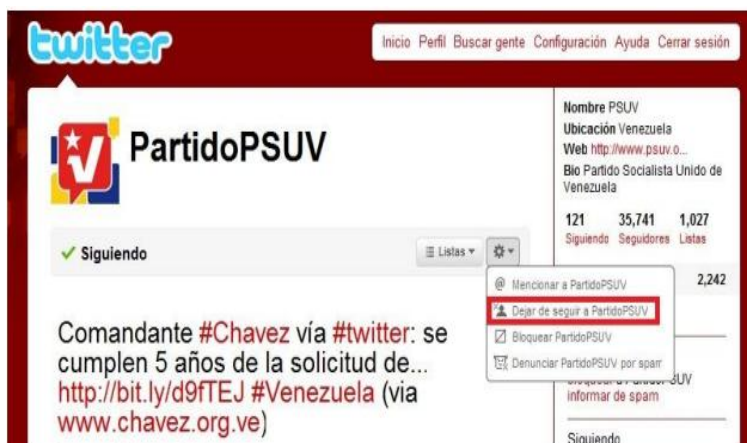 twitter
Inicio Perfil Buscar gente Configuración Ayuda Cerrar sesión
PartidoPSUV
Siguiendo
Listas
@ Mencionar a PartidoPSUV
Dejar de seguir a PartidoPSUV
Bloquear PartidoPSUV
Denunciar PartidoPSUV por spam
Comandante #Chavez vía #twitter: se
cumplen 5 años de la solicitud de...
http://bit.ly/d9fTEJ #Venezuela (via
www.chavez.org.ve)
Nombre PSUV
Ubicación Venezuela
Web http://www.psuv.o...
Bio Partido Socialista Unido de
Venezuela
121 35,741 1,027
Siguiendo Seguidores Listas
2,242
informar de spam
Siguiendo